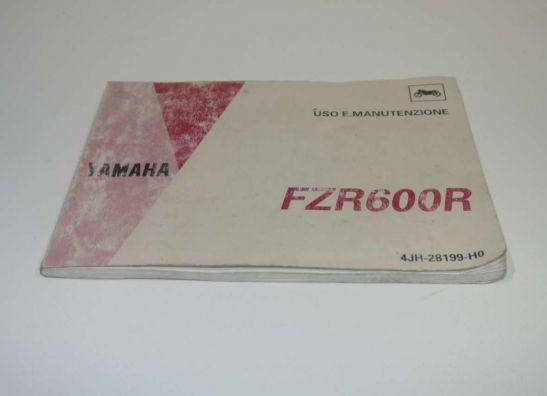 USO E MANUTENZIONE
YAMAHA
FZR600R
4JH-28199-H0